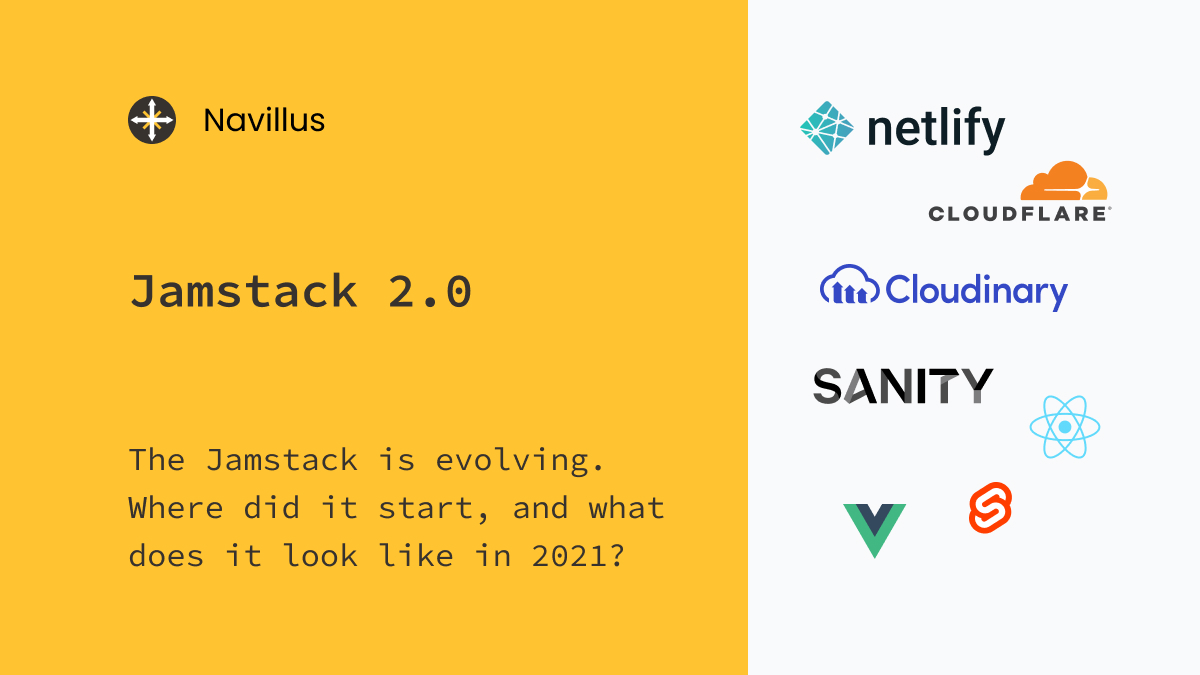 Navillus
Jamstack 2.0
The Jamstack is evolving.
Where did it start, and what
does it look like in 2021?
netlify
CLOUDFLARE®
Cloudinary
SANITY